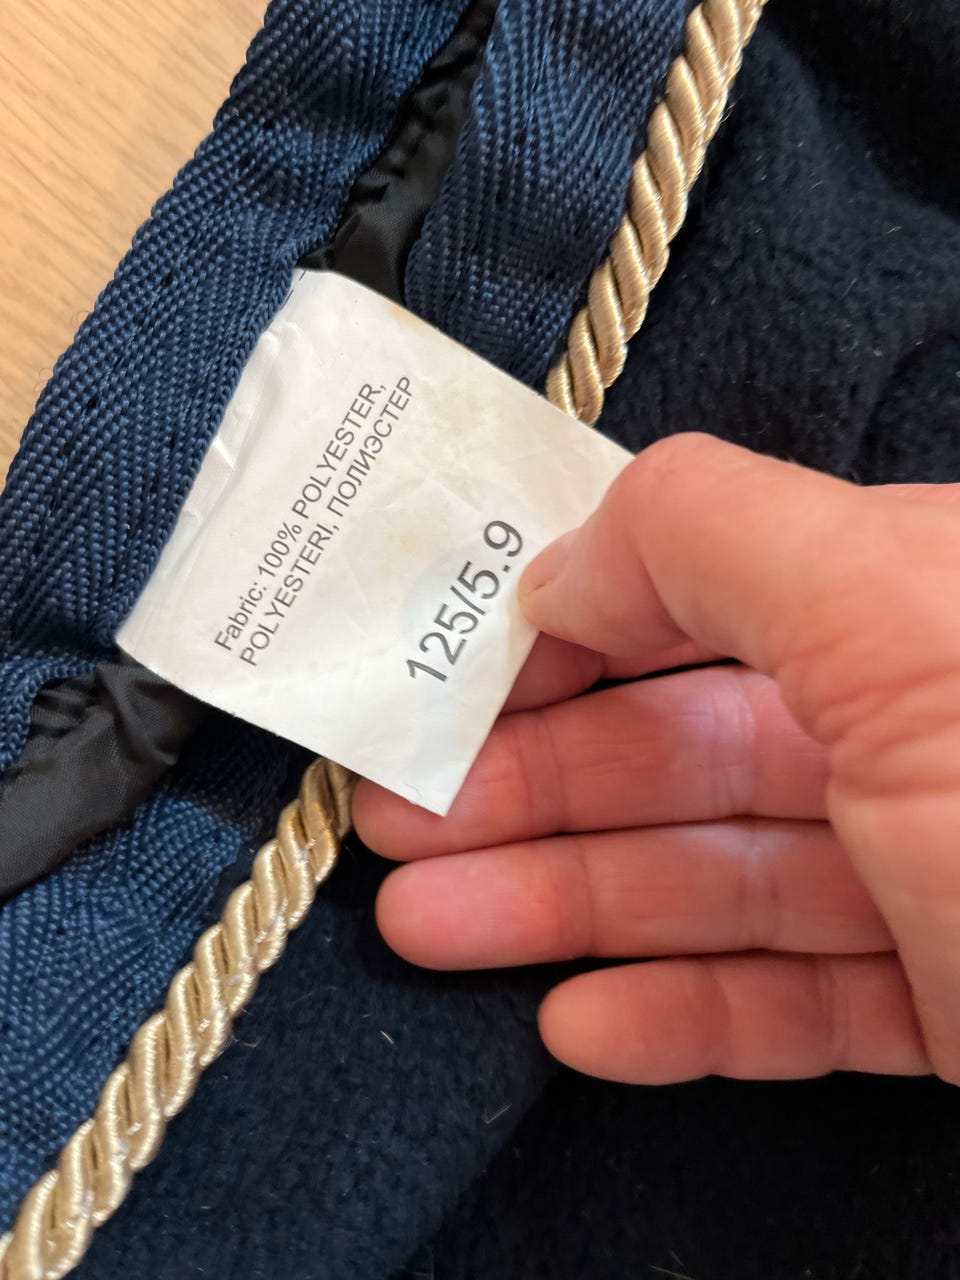 Fabric: 100% POLYESTER,
POLYESTERI, ПОЛИЭСТЕР
125/5.9